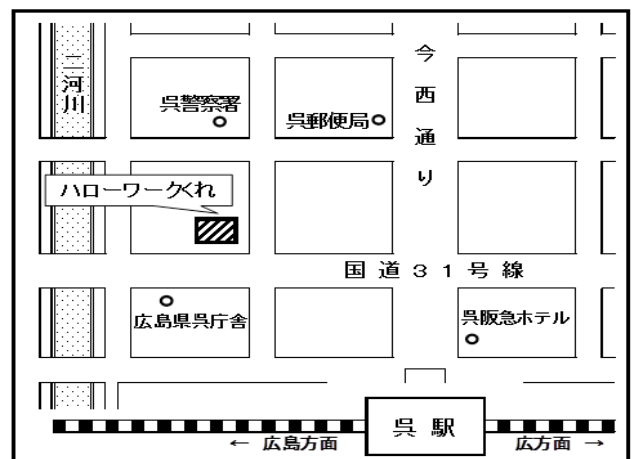 今西通り
二河川
呉警察署
呉郵便局
ハローワークくれ
国道31号線
広島県呉庁舎
呉阪急ホテル
呉駅
← 広島方面
広方面 →